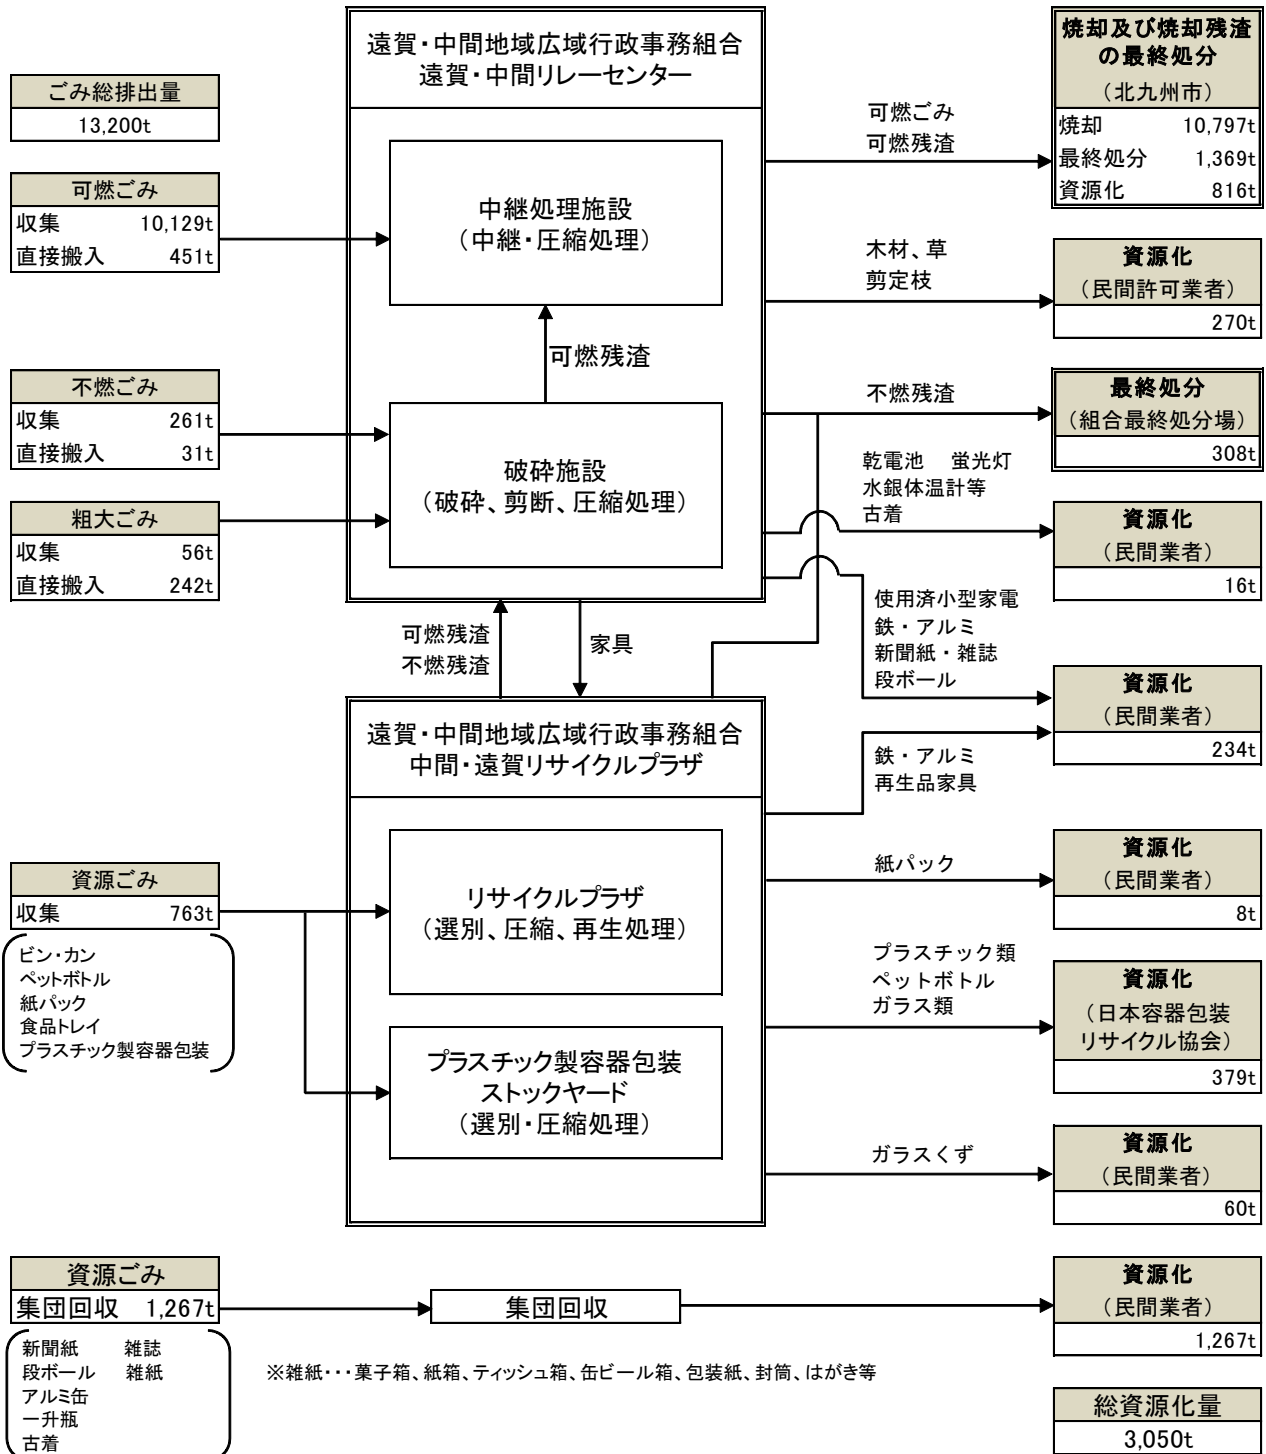 ごみ総排出量
13,200t
可燃ごみ
収集 10,129t
直接搬入 451t
不燃ごみ
収集 261t
直接搬入 31t
粗大ごみ
収集 56t
直接搬入 242t
資源ごみ
収集 763t
ビン・カン
ペットボトル
紙パック
食品トレイ
プラスチック製容器包装
資源ごみ
集団回収 1,267t
新聞紙 雑誌
段ボール 雑紙
アルミ缶
一升瓶
古着
遠賀・中間地域広域行政事務組合
遠賀・中間リレーセンター
中継処理施設
（中継・圧縮処理）
可燃残渣
破砕施設
（破砕、剪断、圧縮処理）
可燃残渣
不燃残渣
家具
遠賀・中間地域広域行政事務組合
中間・遠賀リサイクルプラザ
リサイクルプラザ
（選別、圧縮、再生処理）
プラスチック製容器包装
ストックヤード
（選別・圧縮処理）
集団回収
※雑紙・・・菓子箱、紙箱、ティッシュ箱、缶ビール箱、包装紙、封筒、はがき等
可燃ごみ
可燃残渣
木材、草
剪定枝
不燃残渣
乾電池 蛍光灯
水銀体温計等
古着
使用済小型家電
鉄・アルミ
新聞紙・雑誌
段ボール
鉄・アルミ
再生品家具
紙パック
プラスチック類
ペットボトル
ガラス類
ガラスくず
焼却及び焼却残渣
の最終処分
（北九州市）
焼却 10,797t
最終処分 1,369t
資源化 816t
資源化
（民間許可業者）
270t
最終処分
（組合最終処分場）
308t
資源化
（民間業者）
16t
資源化
（民間業者）
234t
資源化
（民間業者）
8t
資源化
（日本容器包装
リサイクル協会）
379t
資源化
（民間業者）
60t
資源化
（民間業者）
1,267t
総資源化量
3,050t